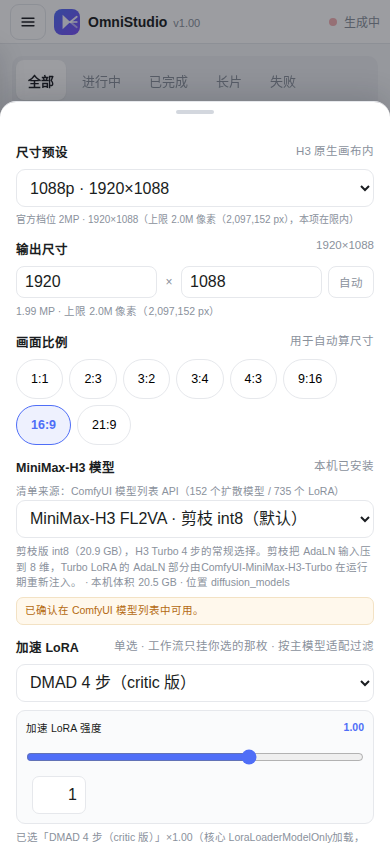 OmniStudio v1.00 生成中
全部 进行中 已完成 长片 失败
尺寸预设 H3 原生画布内
1088p · 1920×1088
官方档位 2MP · 1920×1088（上限 2.0M 像素（2,097,152 px），本项在限内）
输出尺寸 1920×1088
1920 × 1088 自动
1.99 MP · 上限 2.0M 像素（2,097,152 px）
画面比例 用于自动算尺寸
1:1 2:3 3:2 3:4 4:3 9:16
16:9 21:9
MiniMax-H3 模型 本机已安装
清单来源：ComfyUI 模型列表 API（152 个扩散模型 / 735 个 LoRA）
MiniMax-H3 FL2VA · 剪枝 int8（默认）
剪枝版 int8（20.9 GB），H3 Turbo 4 步的常规选择。剪枝把 AdaLN 输入压
到 8 维，Turbo LoRA 的 AdaLN 部分由ComfyUI-MiniMax-H3-Turbo 在运行
期重新注入。 · 本机体积 20.5 GB · 位置 diffusion_models
已确认在 ComfyUI 模型列表中可用。
加速 LoRA 单选 · 工作流只挂你选的那枚 · 按主模型适配过滤
DMAD 4 步（critic 版）
加速 LoRA 强度 1.00
1
已选「DMAD 4 步（critic 版）」×1.00（核心 LoraLoaderModelOnly加载，